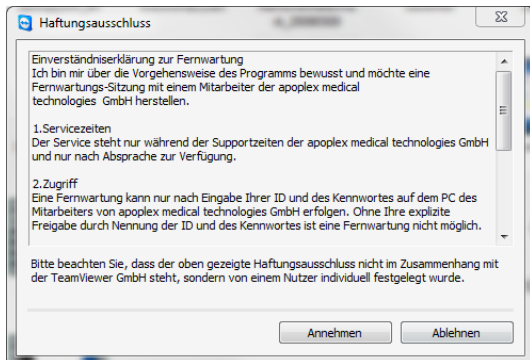 Haftungsausschluss
Einverständniserklärung zur Fernwartung
Ich bin mir über die Vorgehensweise des Programms bewusst und möchte eine
Fernwartungs-Sitzung mit einem Mitarbeiter der apoplex medical
technologies GmbH herstellen.
1.Servicezeiten
Der Service steht nur während der Supportzeiten der apoplex medical technologies GmbH
und nur nach Absprache zur Verfügung.
2.Zugriff
Eine Fernwartung kann nur nach Eingabe Ihrer ID und des Kennwortes auf dem PC des
Mitarbeiters von apoplex medical technologies GmbH erfolgen. Ohne Ihre explizite
Freigabe durch Nennung der ID und des Kennwortes ist eine Fernwartung nicht möglich.
Bitte beachten Sie, dass der oben gezeigte Haftungsausschluss nicht im Zusammenhang mit
der TeamViewer GmbH steht, sondern von einem Nutzer individuell festgelegt wurde.
Annehmen
Ablehnen